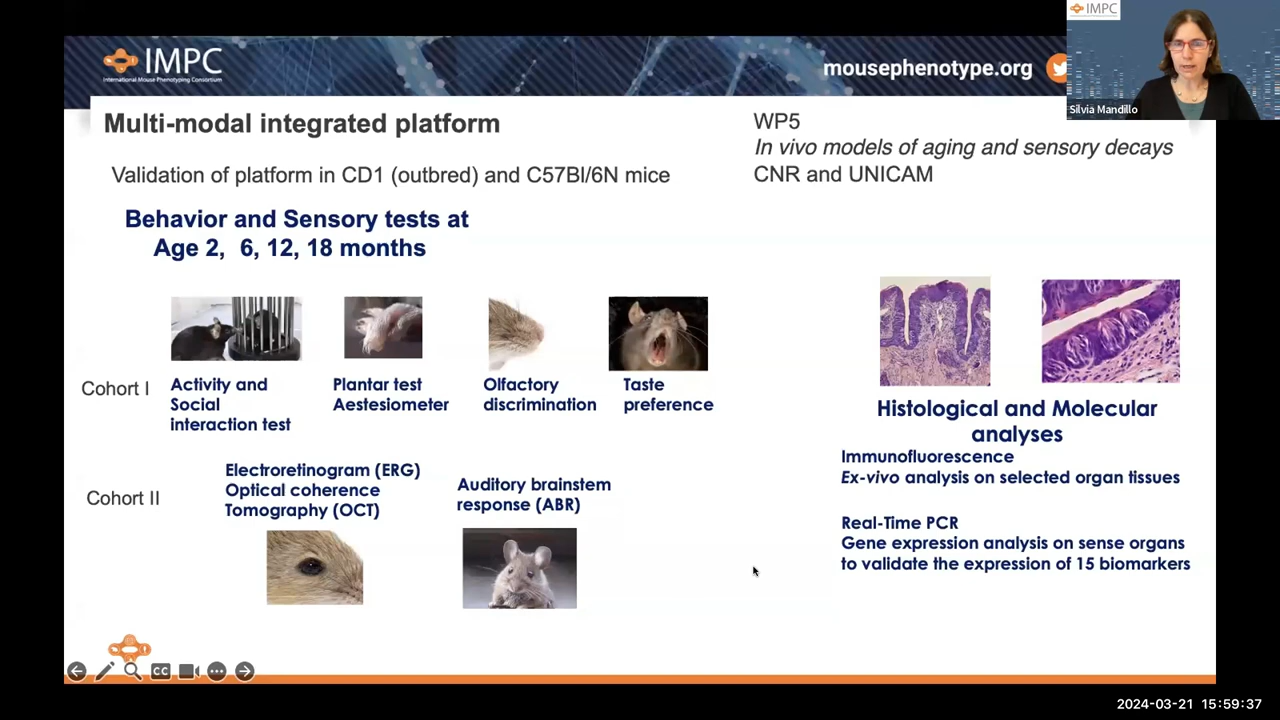 IMPC
International Mouse Phenotyping Consortium
mousephenotype.org
IMPC
Silvia Mandillo
Multi-modal integrated platform
WP5
In vivo models of aging and sensory decays
CNR and UNICAM
Validation of platform in CD1 (outbred) and C57Bl/6N mice
Behavior and Sensory tests at
Age 2, 6, 12, 18 months
Cohort I
Activity and
Social
interaction test
Plantar test
Aestesiometer
Olfactory
discrimination
Taste
preference
Cohort II
Electroretinogram (ERG)
Optical coherence
Tomography (OCT)
Auditory brainstem
response (ABR)
Histological and Molecular
analyses
Immunofluorescence
Ex-vivo analysis on selected organ tissues
Real-Time PCR
Gene expression analysis on sense organs
to validate the expression of 15 biomarkers
CC
2024-03-21 15:59:37